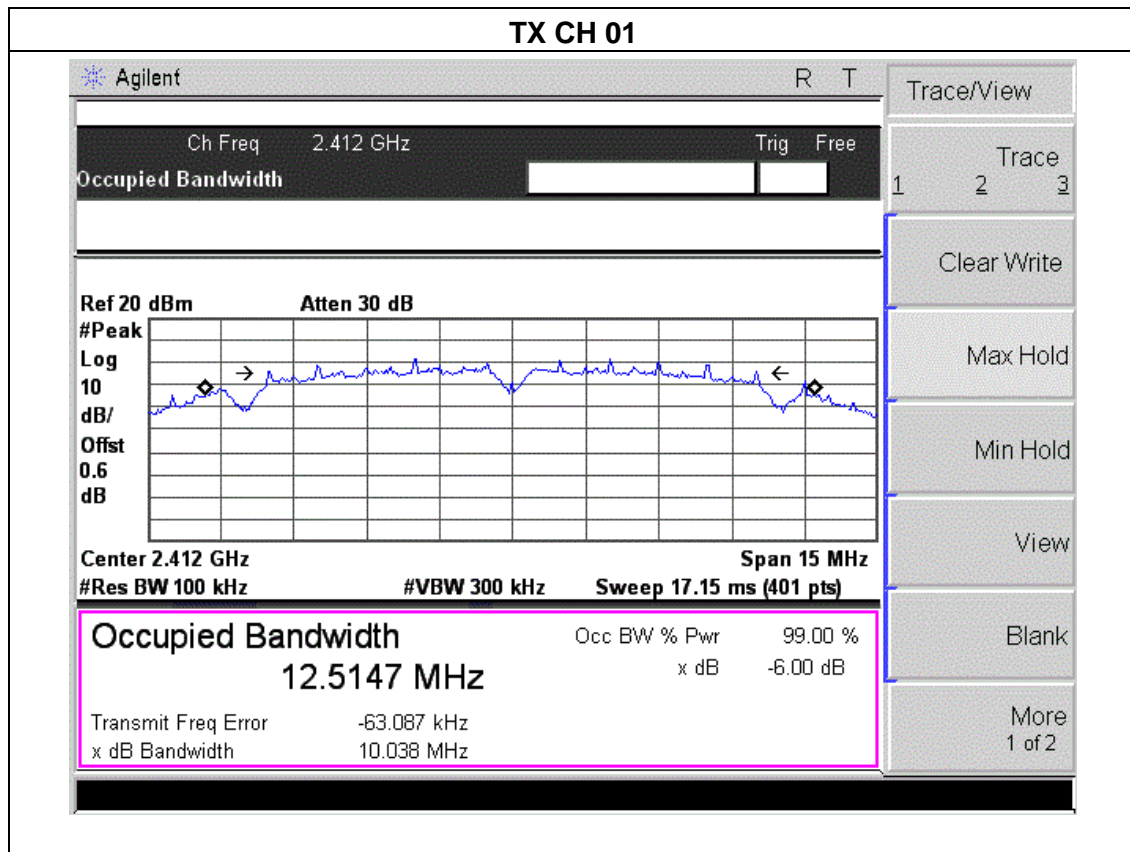 TX CH 01
Agilent R T
Trace/View
Ch Freq 2.412 GHz Trig Free
Occupied Bandwidth
Trace
1 2 3
Clear Write
Ref 20 dBm Atten 30 dB
#Peak
Log
10
dB/
Offst
0.6
dB
Max Hold
Min Hold
Center 2.412 GHz Span 15 MHz
#Res BW 100 kHz #VBW 300 kHz Sweep 17.15 ms (401 pts)
View
Occupied Bandwidth Occ BW % Pwr 99.00 %
12.5147 MHz x dB -6.00 dB
Blank
Transmit Freq Error -63.087 kHz
x dB Bandwidth 10.038 MHz
More
1 of 2